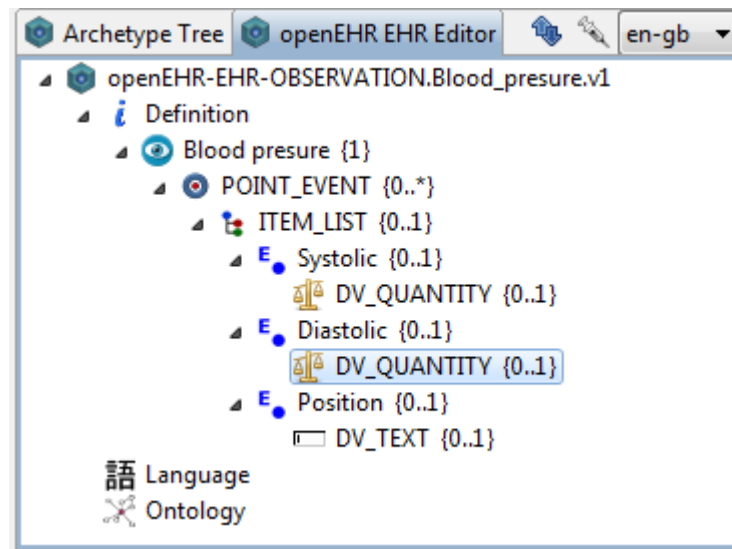 Archetype Tree openEHR EHR Editor en-gb
openEHR-EHR-OBSERVATION.Blood_presure.v1
i Definition
Blood presure {1}
POINT_EVENT {0..*}
ITEM_LIST {0..1}
E Systolic {0..1}
DV_QUANTITY {0..1}
E Diastolic {0..1}
DV_QUANTITY {0..1}
E Position {0..1}
DV_TEXT {0..1}
語 Language
Ontology